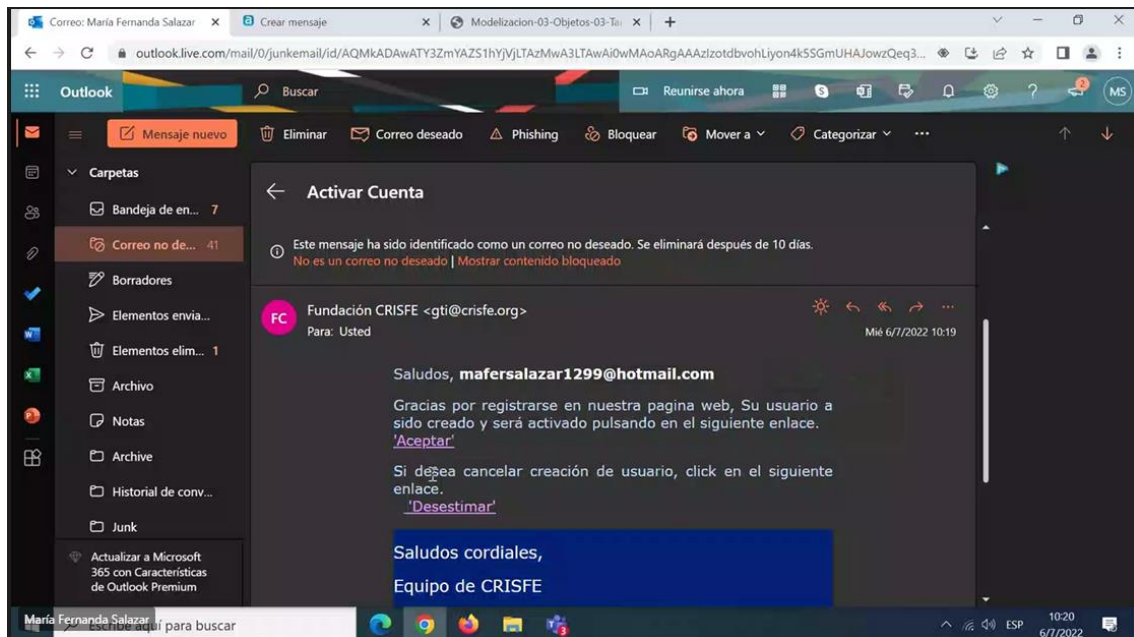 Correo: María Fernanda Salazar
Crear mensaje
Modelizacion-03-Objetos-03-Ta
outlook.live.com/mail/0/junkemail/id/AQMkADAwATY3ZmYAZS1hYjVjLTAzMwA3LTAwAi0wMAoARgAAAzIzotdbvohLiyon4k5SGmUHAJowzQeq3...
Outlook
Buscar
Reunirse ahora
2
MS
Mensaje nuevo
Eliminar
Correo deseado
Phishing
Bloquear
Mover a
Categorizar
Carpetas
Bandeja de en... 7
Correo no de... 41
Borradores
Elementos envia...
Elementos elim... 1
Archivo
Notas
Archive
Historial de conv...
Junk
Actualizar a Microsoft
365 con Características
de Outlook Premium
Activar Cuenta
Este mensaje ha sido identificado como un correo no deseado. Se eliminará después de 10 días.
No es un correo no deseado | Mostrar contenido bloqueado
FC
Fundación CRISFE <gti@crisfe.org>
Para: Usted
Mié 6/7/2022 10:19
Saludos, mafersalazar1299@hotmail.com
Gracias por registrarse en nuestra pagina web, Su usuario a
sido creado y será activado pulsando en el siguiente enlace.
'Aceptar'
Si desea cancelar creación de usuario, click en el siguiente
enlace.
'Desestimar'
Saludos cordiales,
Equipo de CRISFE
María Fernanda Salazar
Escribe aquí para buscar
ESP
10:20
6/7/2022